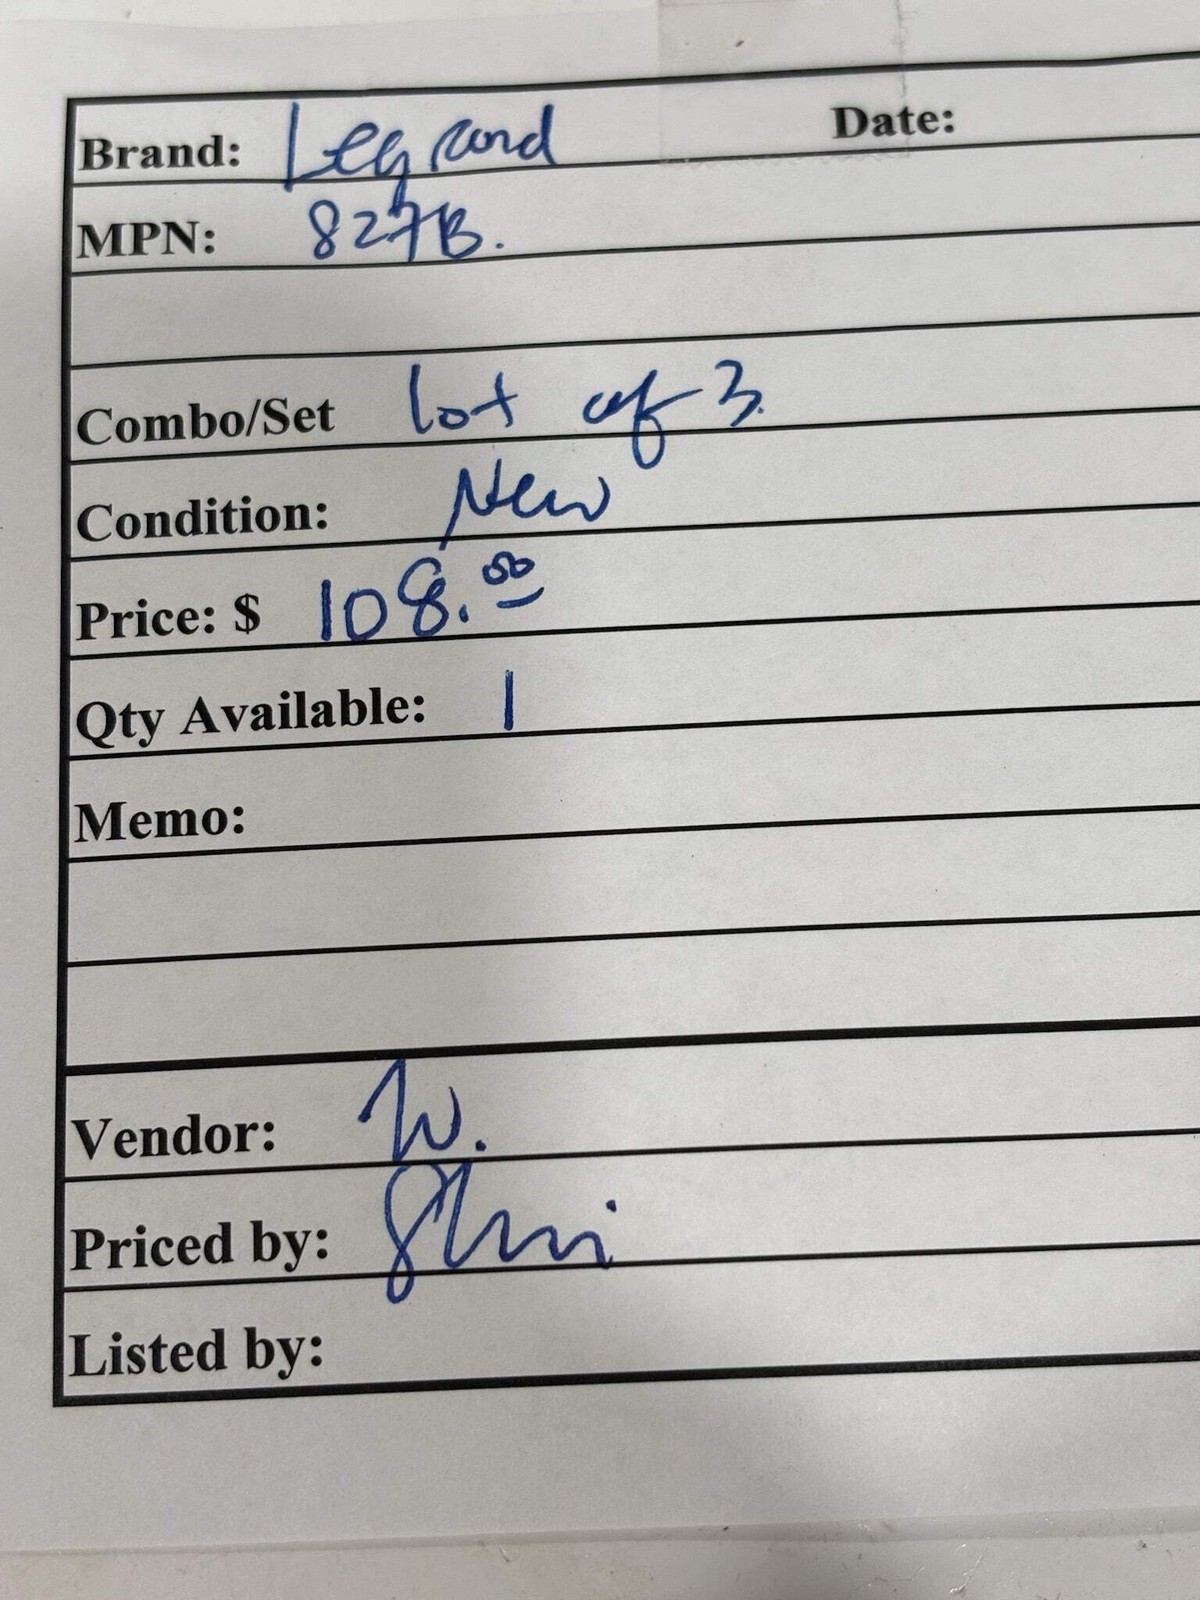 Brand: Legrand Date:
MPN: 827B.
Combo/Set lot of 3.
Condition: New
Price: $ 108.00
Qty Available: 1
Memo:
Vendor: W.
Priced by:
Listed by: